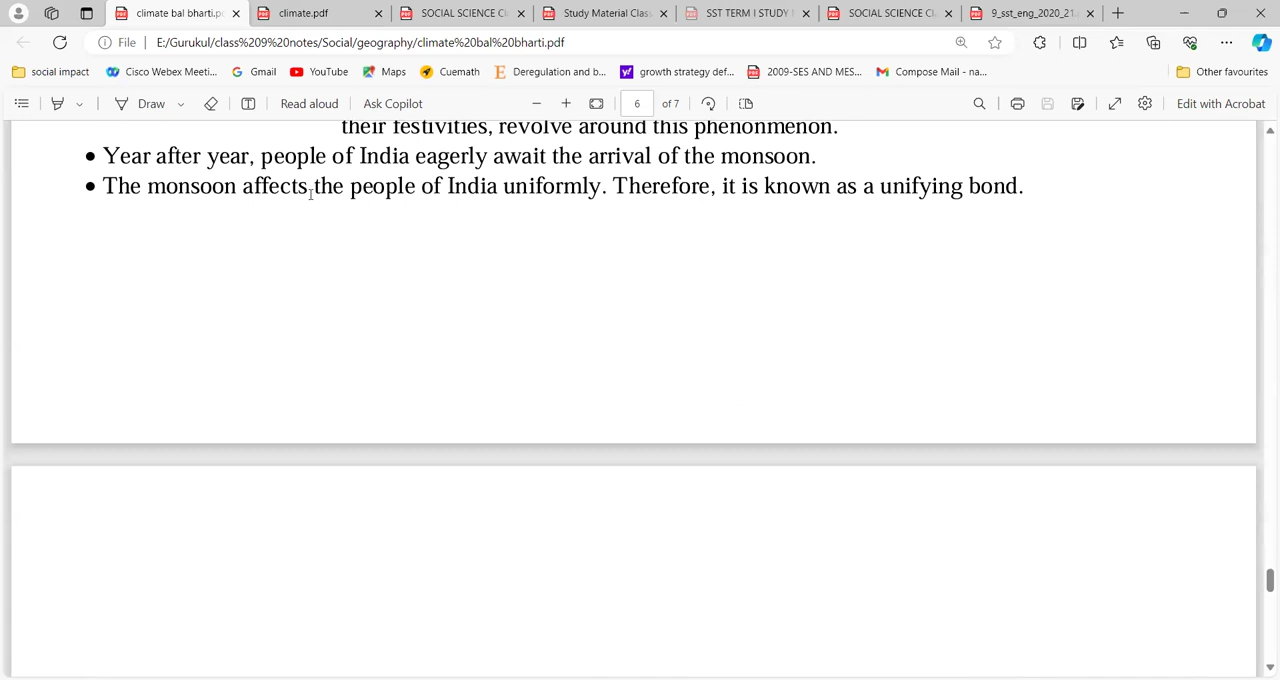 climate bal bharti.pd
climate.pdf
SOCIAL SCIENCE Cl
Study Material Class
SST TERM I STUDY
SOCIAL SCIENCE Cl
9_sst_eng_2020_21.
File
E:/Gurukul/class%209%20notes/Social/geography/climate%20bal%20bharti.pdf
social impact
Cisco Webex Meeti...
Gmail
YouTube
Maps
Cuemath
Deregulation and b...
growth strategy def...
2009-SES AND MES...
Compose Mail - na...
Other favourites
Draw
Read aloud
Ask Copilot
6 of 7
Edit with Acrobat
their festivities, revolve around this phenonmenon.
• Year after year, people of India eagerly await the arrival of the monsoon.
• The monsoon affects the people of India uniformly. Therefore, it is known as a unifying bond.